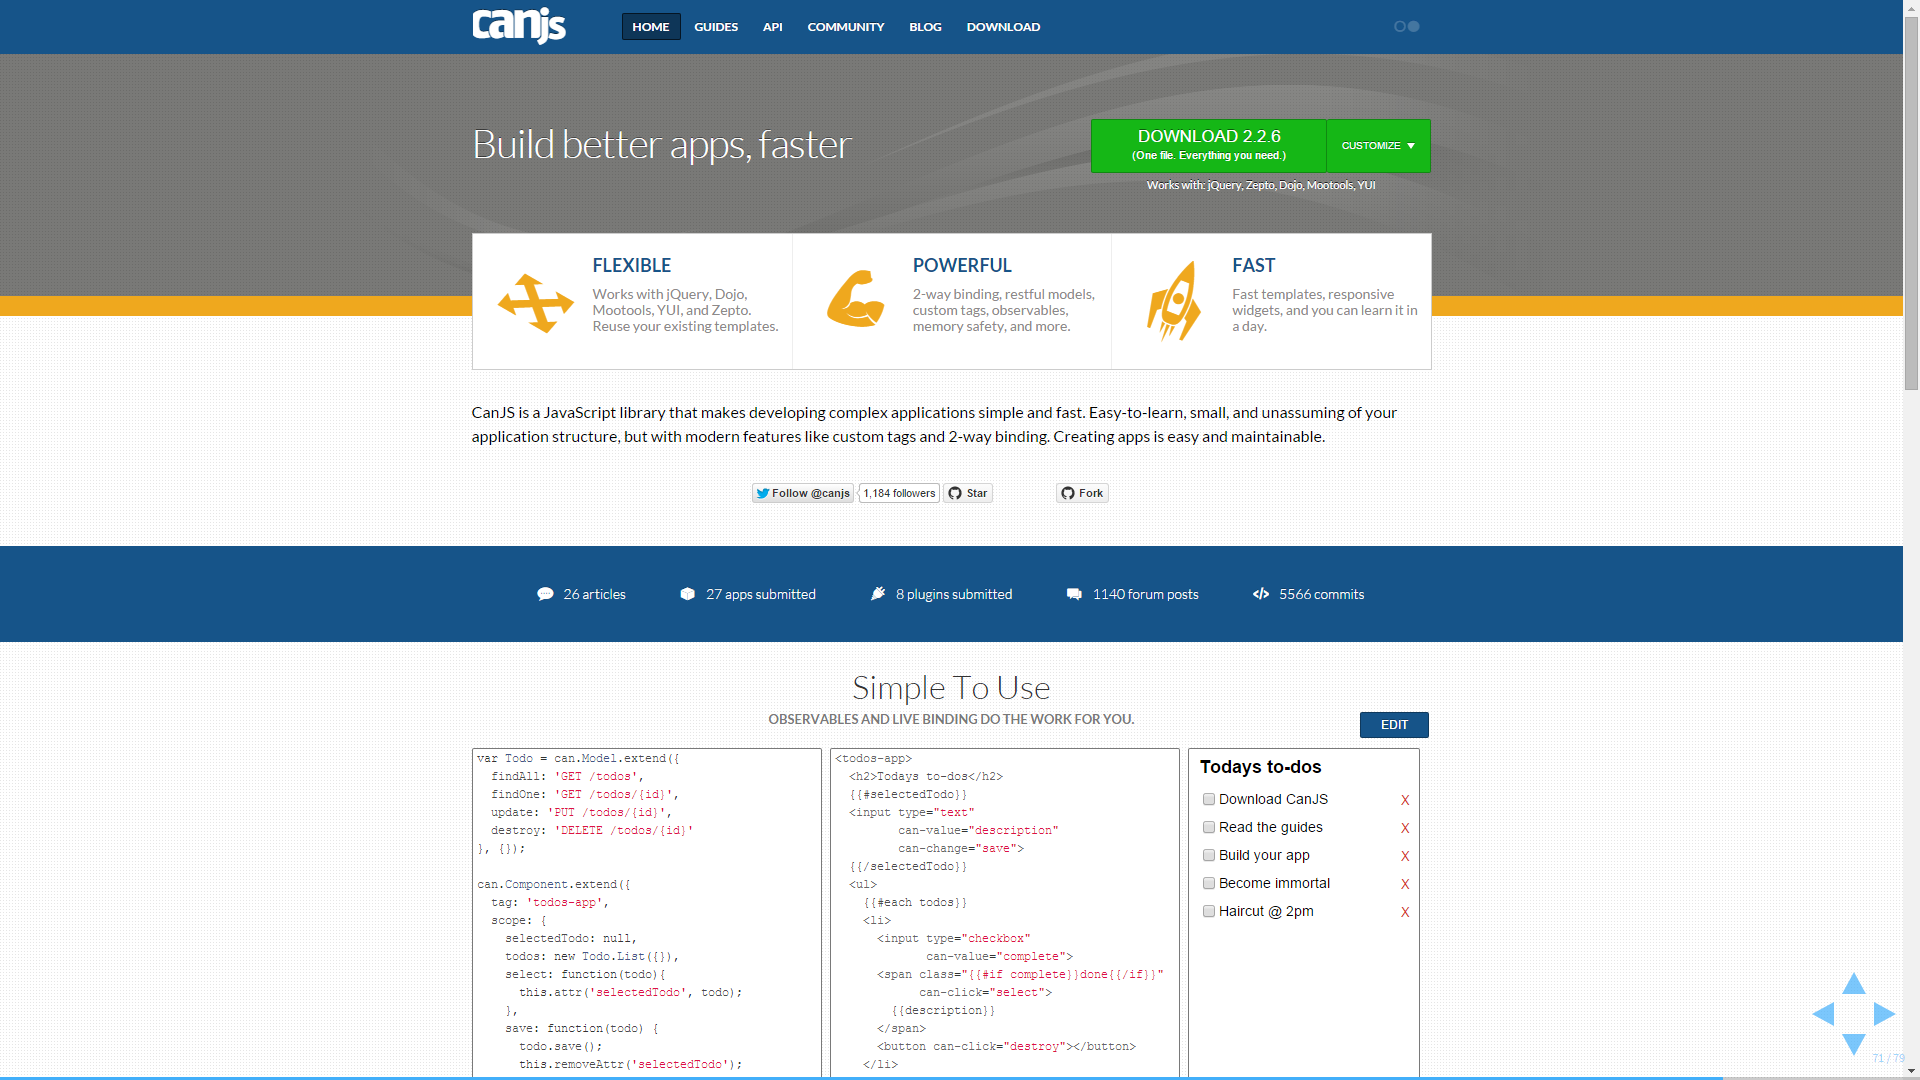 canjs
HOME GUIDES API COMMUNITY BLOG DOWNLOAD
Build better apps, faster
DOWNLOAD 2.2.6
(One file. Everything you need.)
CUSTOMIZE
Works with: jQuery, Zepto, Dojo, Mootools, YUI
FLEXIBLE
Works with jQuery, Dojo,
Mootools, YUI, and Zepto.
Reuse your existing templates.
POWERFUL
2-way binding, restful models,
custom tags, observables,
memory safety, and more.
FAST
Fast templates, responsive
widgets, and you can learn it in
a day.
CanJS is a JavaScript library that makes developing complex applications simple and fast. Easy-to-learn, small, and unassuming of your
application structure, but with modern features like custom tags and 2-way binding. Creating apps is easy and maintainable.
Follow @canjs 1,184 followers Star Fork
26 articles 27 apps submitted 8 plugins submitted 1140 forum posts 5566 commits
Simple To Use
OBSERVABLES AND LIVE BINDING DO THE WORK FOR YOU.
EDIT
var Todo = can.Model.extend({
  findAll: 'GET /todos',
  findOne: 'GET /todos/{id}',
  update: 'PUT /todos/{id}',
  destroy: 'DELETE /todos/{id}'
}, {});
can.Component.extend({
  tag: 'todos-app',
  scope: {
    selectedTodo: null,
    todos: new Todo.List({}),
    select: function(todo){
      this.attr('selectedTodo', todo);
    },
    save: function(todo) {
      todo.save();
      this.removeAttr('selectedTodo');
<todos-app>
  <h2>Todays to-dos</h2>
  {{#selectedTodo}}
  <input type="text"
         can-value="description"
         can-change="save">
  {{/selectedTodo}}
  <ul>
    {{#each todos}}
    <li>
      <input type="checkbox"
             can-value="complete">
      <span class="{{#if complete}}done{{/if}}"
            can-click="select">
        {{description}}
      </span>
      <button can-click="destroy"></button>
    </li>
Todays to-dos
Download CanJS X
Read the guides X
Build your app X
Become immortal X
Haircut @ 2pm X
71 / 79